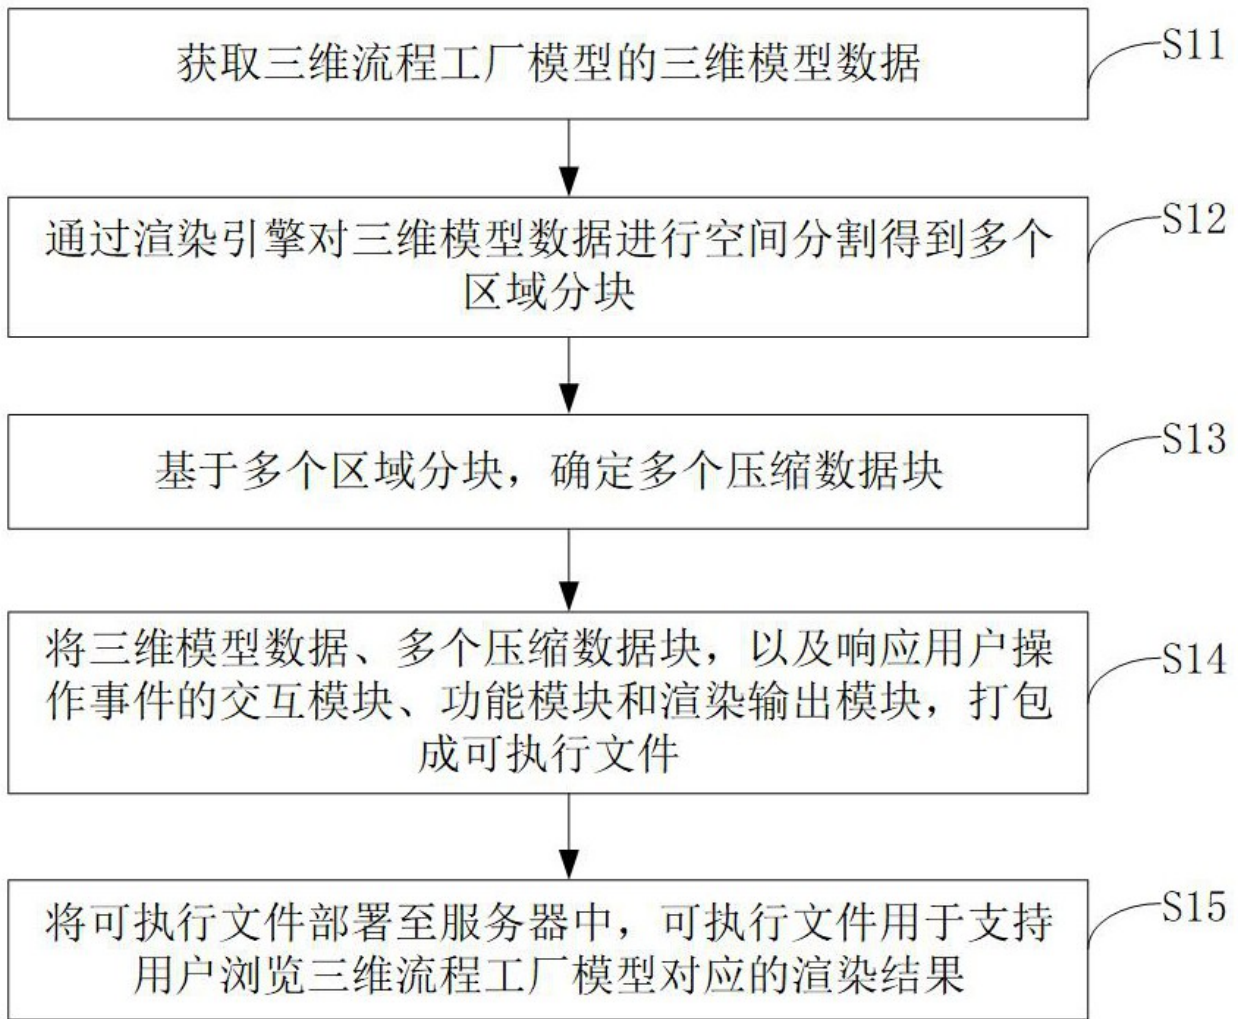 获取三维流程工厂模型的三维模型数据
S11
通过渲染引擎对三维模型数据进行空间分割得到多个
区域分块
S12
基于多个区域分块，确定多个压缩数据块
S13
将三维模型数据、多个压缩数据块，以及响应用户操
作事件的交互模块、功能模块和渲染输出模块，打包
成可执行文件
S14
将可执行文件部署至服务器中，可执行文件用于支持
用户浏览三维流程工厂模型对应的渲染结果
S15